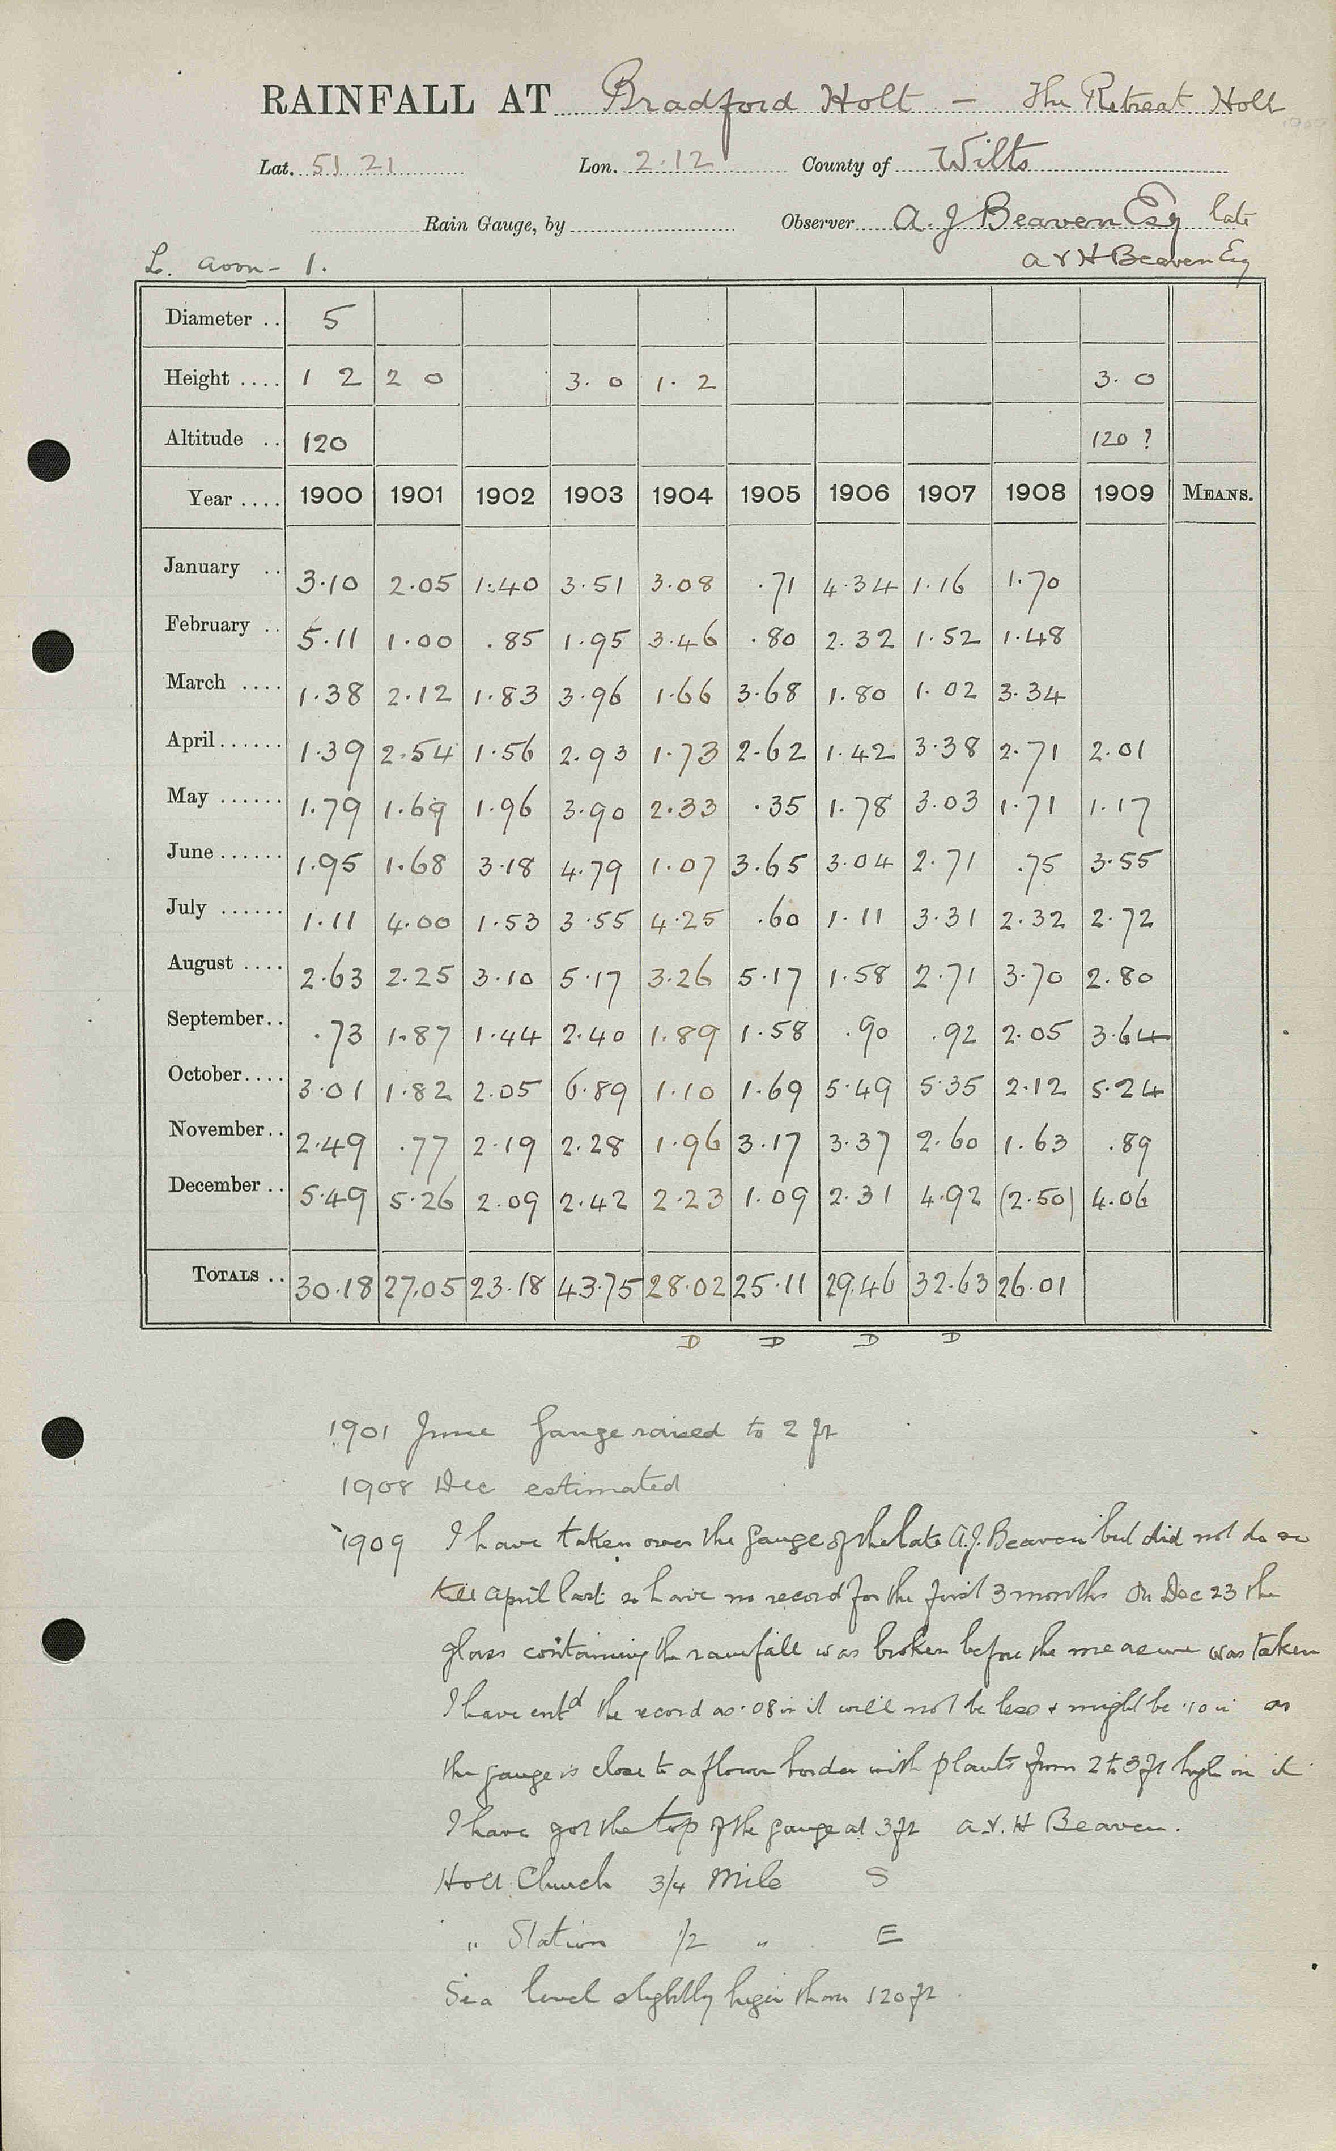 RAINFALL AT Bradford Holt - The Retreat Holt
Lat. 51 21 Lon. 2.12 County of Wilts
Rain Gauge, by Observer A. J Beaven Esq late
L. Avon - 1. A & H Beaven Esq
Diameter .. 5
Height .... 1 2 2 0 3. 0 1. 2 3. 0
Altitude .. 120 120 ?
Year .... 1900 1901 1902 1903 1904 1905 1906 1907 1908 1909 MEANS.
January .. 3.10 2.05 1.40 3.51 3.08 .71 4.34 1.16 1.70
February .. 5.11 1.00 .85 1.95 3.46 .80 2.32 1.52 1.48
March .... 1.38 2.12 1.83 3.96 1.66 3.68 1.80 1.02 3.34
April ...... 1.39 2.54 1.56 2.93 1.73 2.62 1.42 3.38 2.71 2.01
May ...... 1.79 1.69 1.96 3.90 2.33 .35 1.78 3.03 1.71 1.17
June ...... 1.95 1.68 3.18 4.79 1.07 3.65 3.04 2.71 .75 3.55
July ...... 1.11 4.00 1.53 3.55 4.25 .60 1.11 3.31 2.32 2.72
August .... 2.63 2.25 3.10 5.17 3.26 5.17 1.58 2.71 3.70 2.80
September.. .73 1.87 1.44 2.40 1.89 1.58 .90 .92 2.05 3.64
October.... 3.01 1.82 2.05 6.89 1.10 1.69 5.49 5.35 2.12 5.24
November.. 2.49 .77 2.19 2.28 1.96 3.17 3.37 2.60 1.63 .89
December .. 5.49 5.26 2.09 2.42 2.23 1.09 2.31 4.92 (2.50) 4.06
TOTALS .. 30.18 27.05 23.18 43.75 28.02 25.11 29.46 32.63 26.01
D D D D
1901 June Gauge raised to 2 ft
1908 Dec estimated
1909 I have taken over the gauge of the late A.J. Beaven but did not do so
till April last so have no record for the first 3 months On Dec 23 the
glass containing the rainfall was broken before the measure was taken
I have entd the record as .08 in it will not be less & might be .10 in as
the gauge is close to a flower border with plants from 2 to 3 ft high in it
I have got the top of the gauge at 3 ft A. & H Beaven.
Holt Church 3/4 Mile S
" Station 1/2 " E
Sea level slightly higer than 120 ft